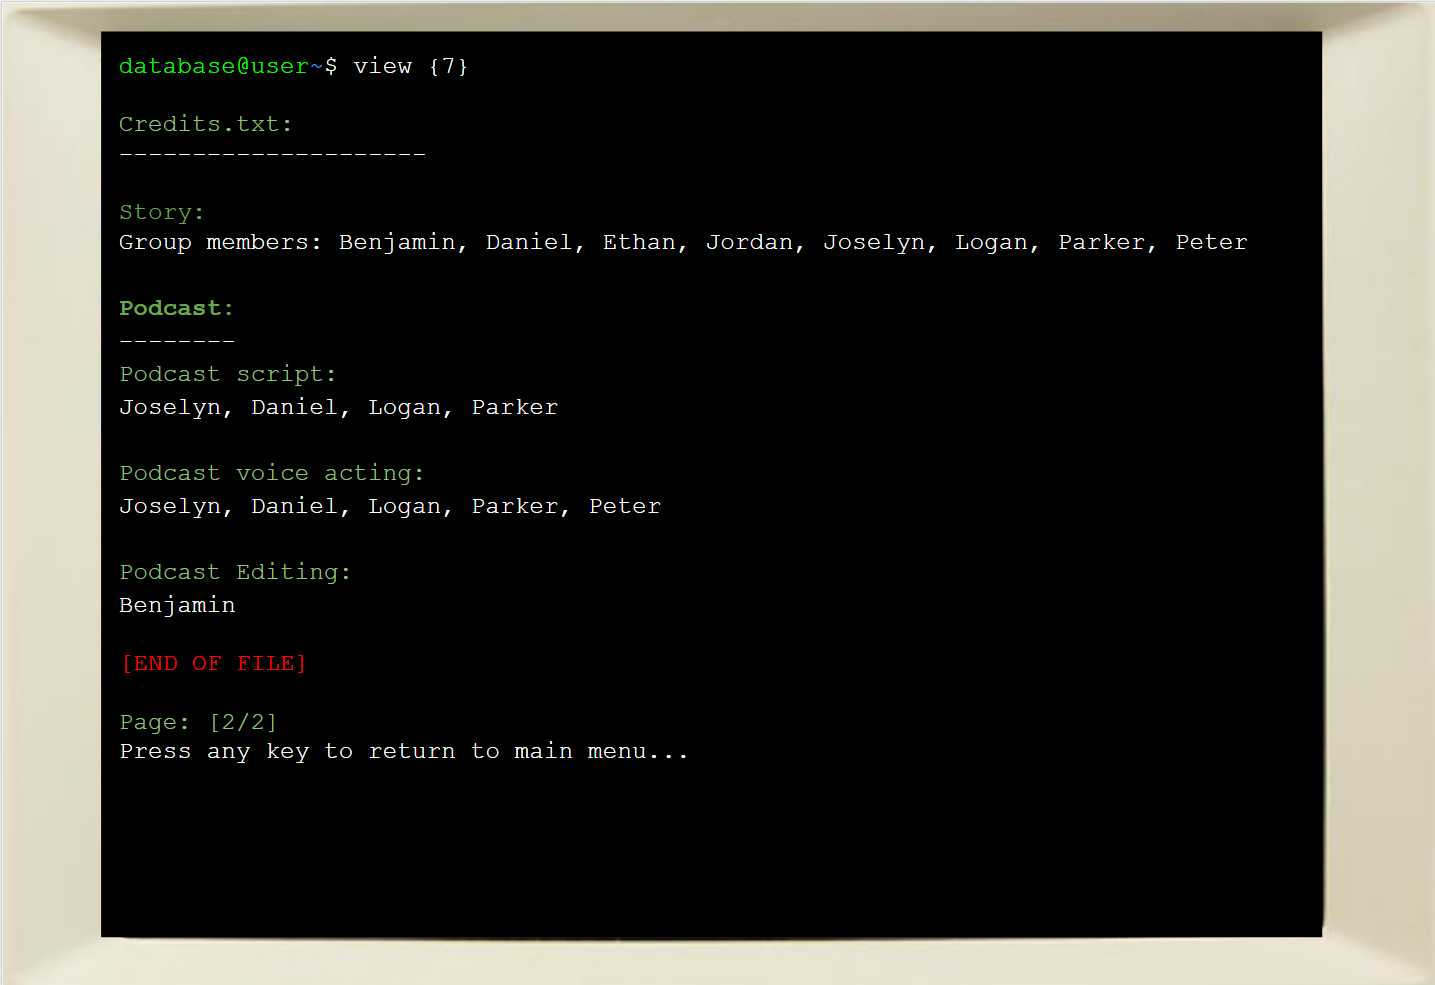 database@user~$ view {7}
Credits.txt:
---------------------
Story:
Group members: Benjamin, Daniel, Ethan, Jordan, Joselyn, Logan, Parker, Peter
Podcast:
--------
Podcast script:
Joselyn, Daniel, Logan, Parker
Podcast voice acting:
Joselyn, Daniel, Logan, Parker, Peter
Podcast Editing:
Benjamin
[END OF FILE]
Page: [2/2]
Press any key to return to main menu...